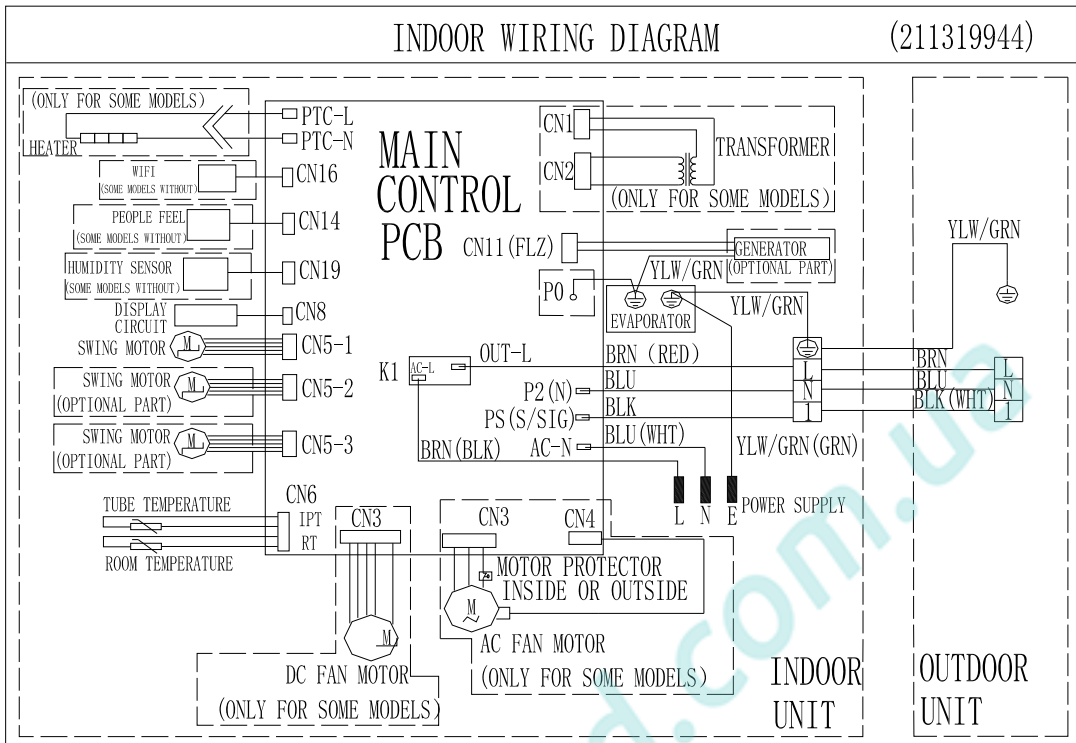 INDOOR WIRING DIAGRAM (211319944)
(ONLY FOR SOME MODELS)
HEATER
PTC-L
PTC-N
WIFI
(SOME MODELS WITHOUT)
CN16
PEOPLE FEEL
(SOME MODELS WITHOUT)
CN14
HUMIDITY SENSOR
(SOME MODELS WITHOUT)
CN19
DISPLAY
CIRCUIT
CN8
SWING MOTOR
M
CN5-1
SWING MOTOR
(OPTIONAL PART)
M
CN5-2
SWING MOTOR
(OPTIONAL PART)
M
CN5-3
TUBE TEMPERATURE
ROOM TEMPERATURE
CN6
IPT
RT
MAIN
CONTROL
PCB
CN1
CN2
TRANSFORMER
(ONLY FOR SOME MODELS)
CN11(FLZ)
GENERATOR
(OPTIONAL PART)
YLW/GRN
P0
EVAPORATOR
YLW/GRN
YLW/GRN
K1
AC-L
OUT-L
BRN (RED)
P2(N)
BLU
PS(S/SIG)
BLK
BRN(BLK)
AC-N
BLU(WHT)
YLW/GRN(GRN)
L
N
1
BRN
BLU
BLK(WHT)
L
N
1
L N E
POWER SUPPLY
CN3
M
DC FAN MOTOR
(ONLY FOR SOME MODELS)
CN3
CN4
MOTOR PROTECTOR
INSIDE OR OUTSIDE
M
AC FAN MOTOR
(ONLY FOR SOME MODELS)
INDOOR
UNIT
OUTDOOR
UNIT
d.com.ua